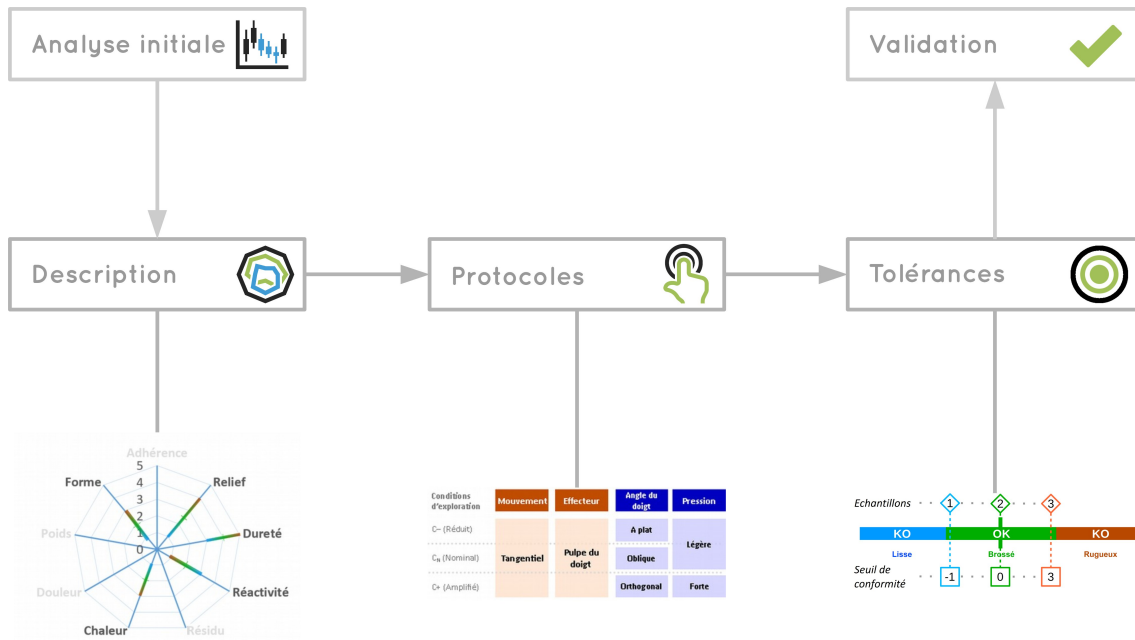 Analyse initiale
Validation
Description
Protocoles
Tolérances
Adhérence
Forme
Relief
5
4
3
2
1
0
Poids
Dureté
Douleur
Réactivité
Chaleur
Résidu
Conditions d'exploration
Mouvement
Effecteur
Angle du doigt
Pression
C− (Réduit)
Cₙ (Nominal)
C+ (Amplifié)
Tangentiel
Pulpe du doigt
A plat
Oblique
Orthogonal
Légère
Forte
Echantillons
1
2
3
KO
OK
KO
Lisse
Brossé
Rugueux
Seuil de conformité
-1
0
3